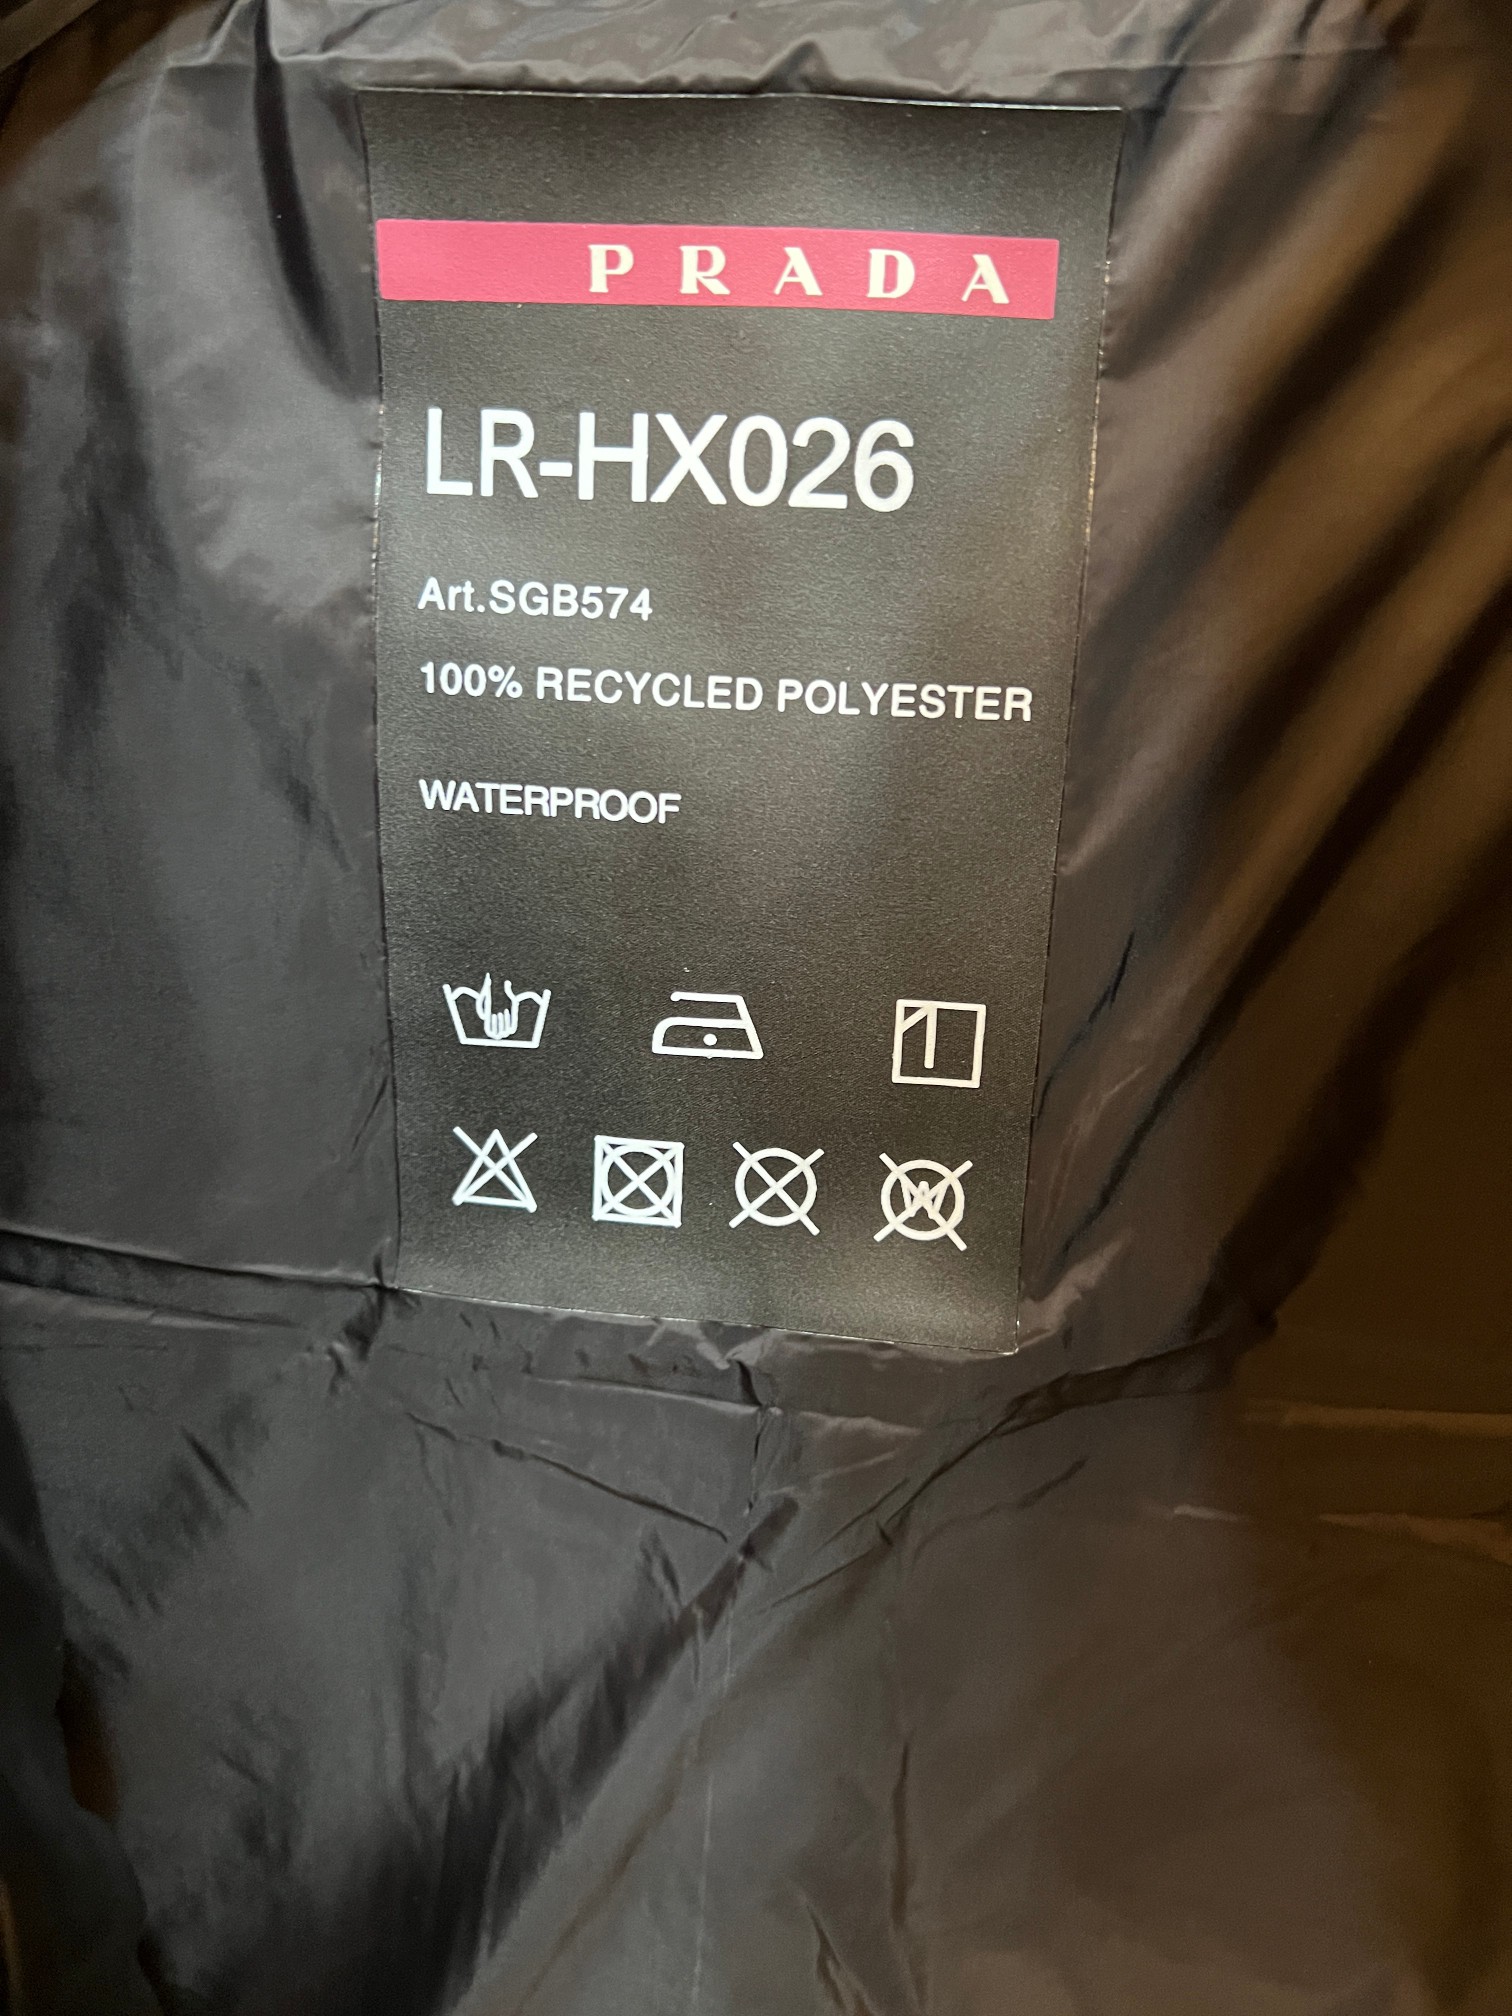 PRADA
LR-HX026
Art.SGB574
100% RECYCLED POLYESTER
WATERPROOF
W